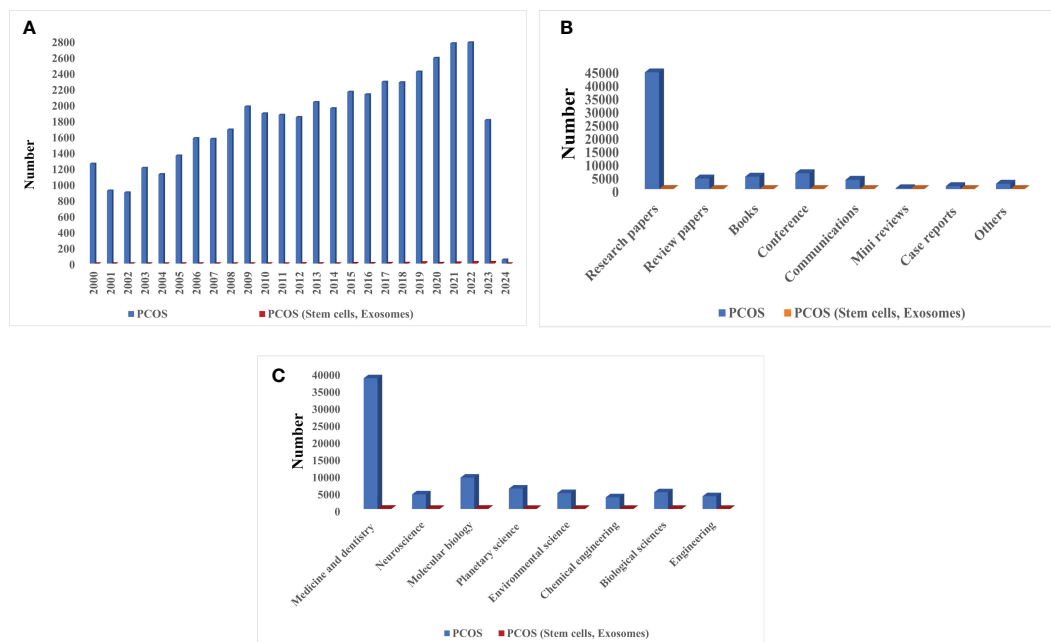 A
Number
2800
2600
2400
2200
2000
1800
1600
1400
1200
1000
800
600
400
200
0
2000 2001 2002 2003 2004 2005 2006 2007 2008 2009 2010 2011 2012 2013 2014 2015 2016 2017 2018 2019 2020 2021 2022 2023 2024
PCOS PCOS (Stem cells, Exosomes)
B
Number
45000
40000
35000
30000
25000
20000
15000
10000
5000
0
Research papers Review papers Books Conference Communications Mini reviews Case reports Others
PCOS PCOS (Stem cells, Exosomes)
C
Number
40000
35000
30000
25000
20000
15000
10000
5000
0
Medicine and dentistry Neuroscience Molecular biology Planetary science Environmental science Chemical engineering Biological sciences Engineering
PCOS PCOS (Stem cells, Exosomes)